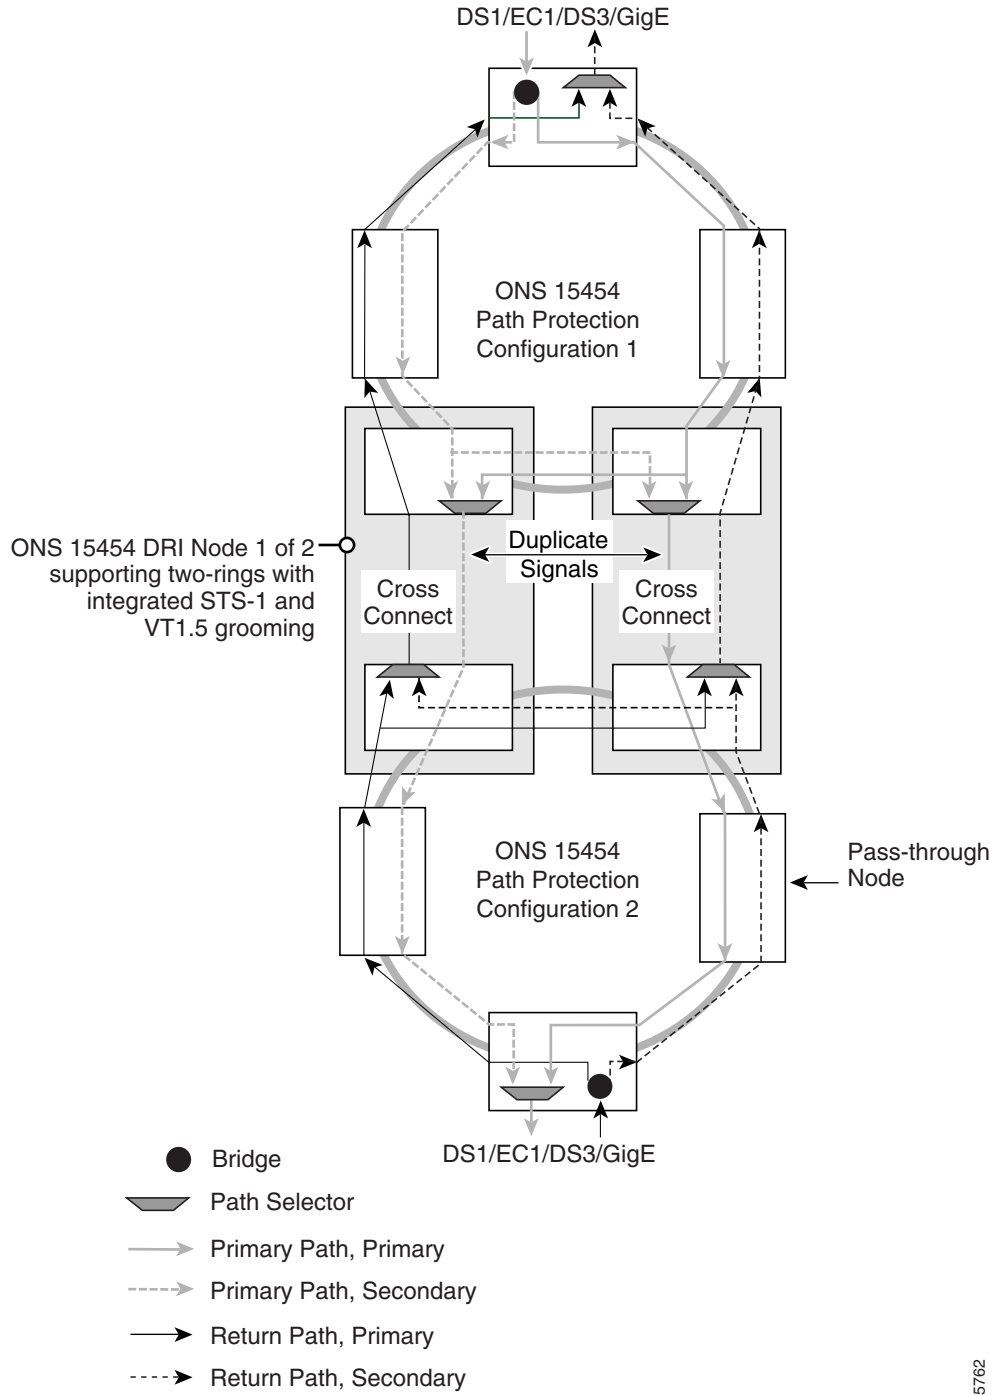 DS1/EC1/DS3/GigE
ONS 15454
Path Protection
Configuration 1
ONS 15454 DRI Node 1 of 2
supporting two-rings with
integrated STS-1 and
VT1.5 grooming
Duplicate
Signals
Cross
Connect
Cross
Connect
ONS 15454
Path Protection
Configuration 2
Pass-through
Node
DS1/EC1/DS3/GigE
Bridge
Path Selector
Primary Path, Primary
Primary Path, Secondary
Return Path, Primary
Return Path, Secondary
5762